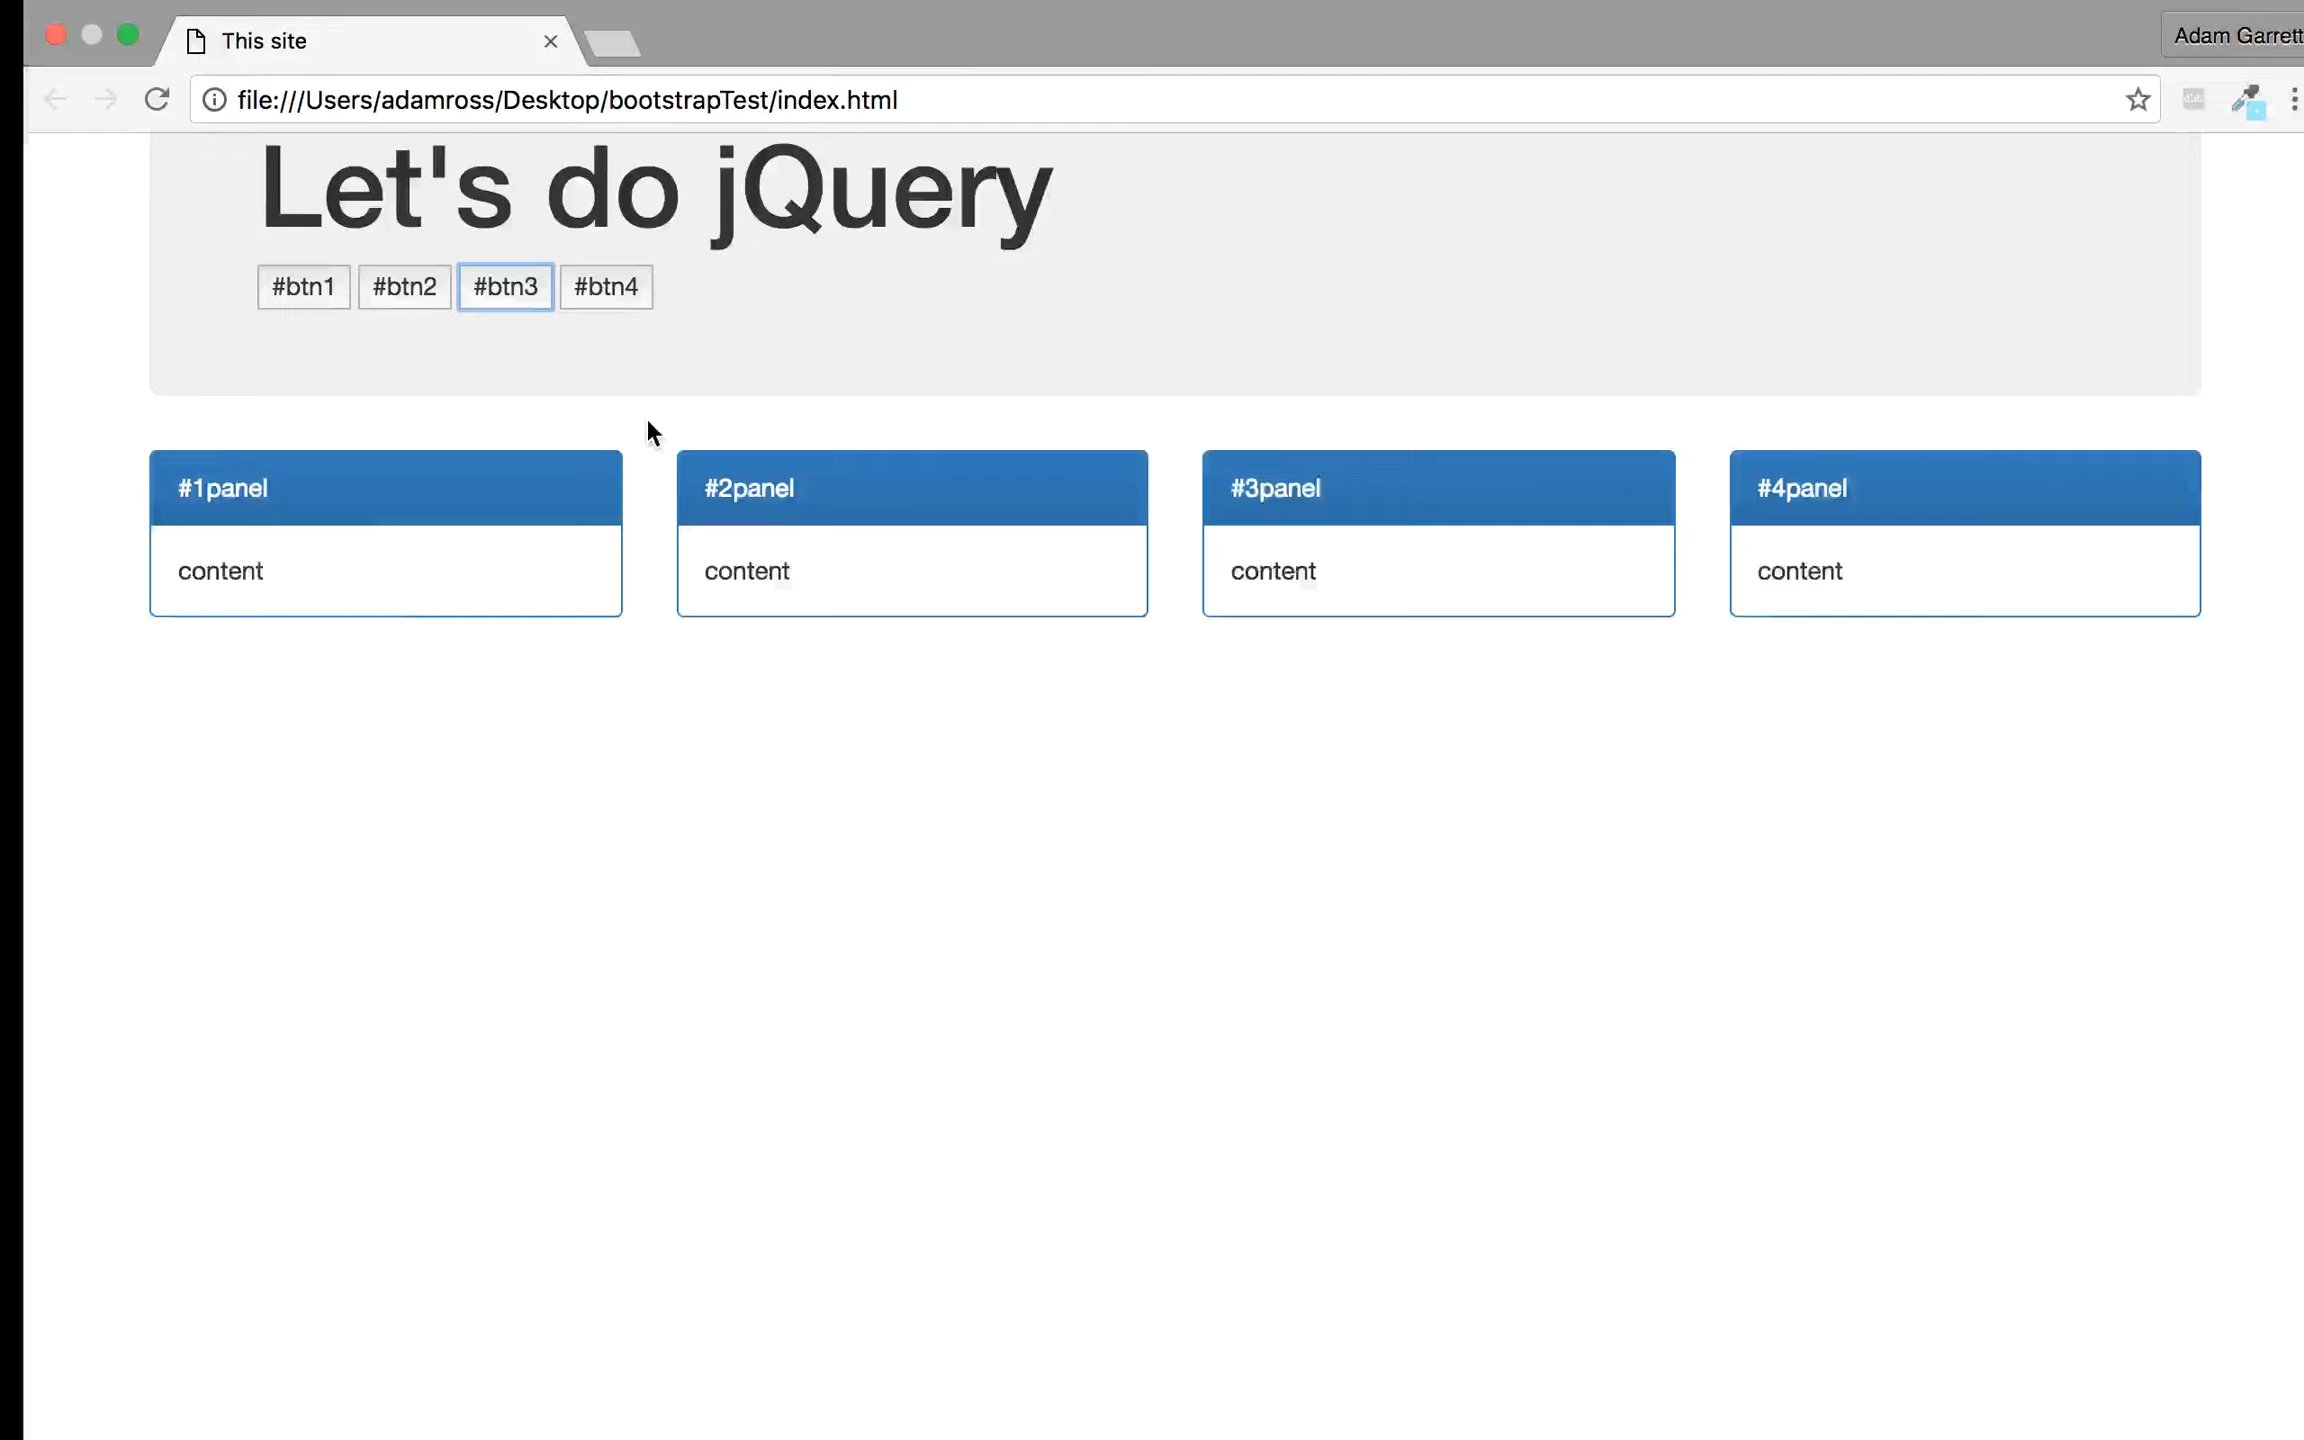 This site
Adam Garrett
file:///Users/adamross/Desktop/bootstrapTest/index.html
Let's do jQuery
#btn1 #btn2 #btn3 #btn4
#1panel #2panel #3panel #4panel
content content content content